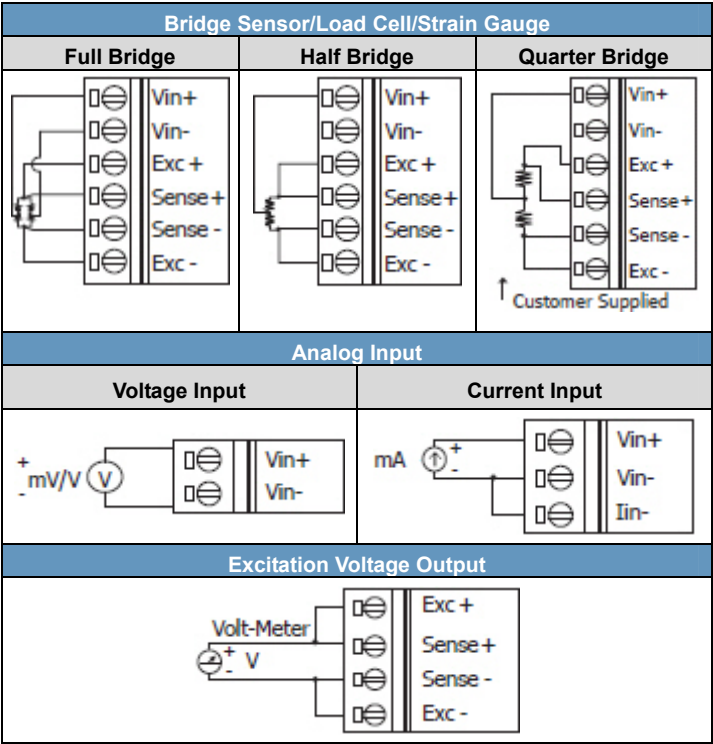 Bridge Sensor/Load Cell/Strain Gauge
Full Bridge
Half Bridge
Quarter Bridge
Vin+
Vin-
Exc +
Sense+
Sense -
Exc -
Vin+
Vin-
Exc +
Sense+
Sense -
Exc -
Vin+
Vin-
Exc +
Sense+
Sense -
Exc -
↑ Customer Supplied
Analog Input
Voltage Input
Current Input
+
-
mV/V
V
Vin+
Vin-
mA
+
-
Vin+
Vin-
Iin-
Excitation Voltage Output
Volt-Meter
+
-
V
Exc +
Sense+
Sense -
Exc -